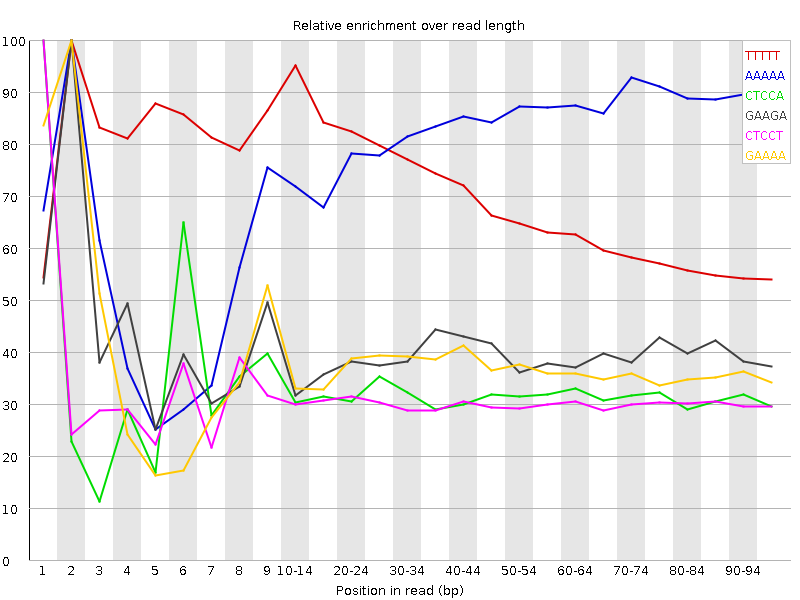 Relative enrichment over read length
100
90
80
70
60
50
40
30
20
10
0
TTTTT
AAAAA
CTCCA
GAAGA
CTCCT
GAAAA
1 2 3 4 5 6 7 8 9 10-14 20-24 30-34 40-44 50-54 60-64 70-74 80-84 90-94
Position in read (bp)